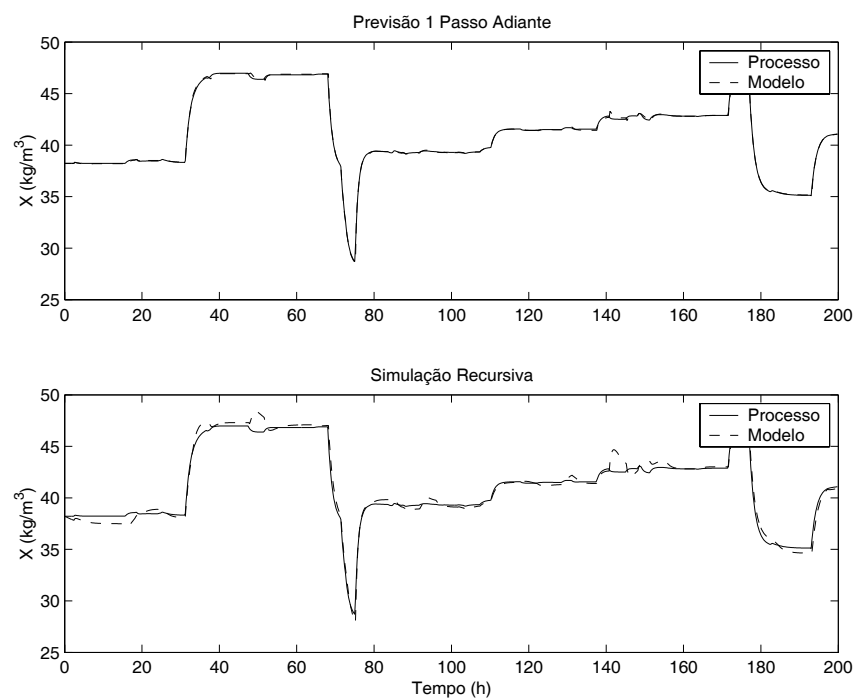 Previsão 1 Passo Adiante
50
45
40
35
30
25
X (kg/m³)
Processo
Modelo
0 20 40 60 80 100 120 140 160 180 200
Simulação Recursiva
50
45
40
35
30
25
X (kg/m³)
Processo
Modelo
0 20 40 60 80 100 120 140 160 180 200
Tempo (h)